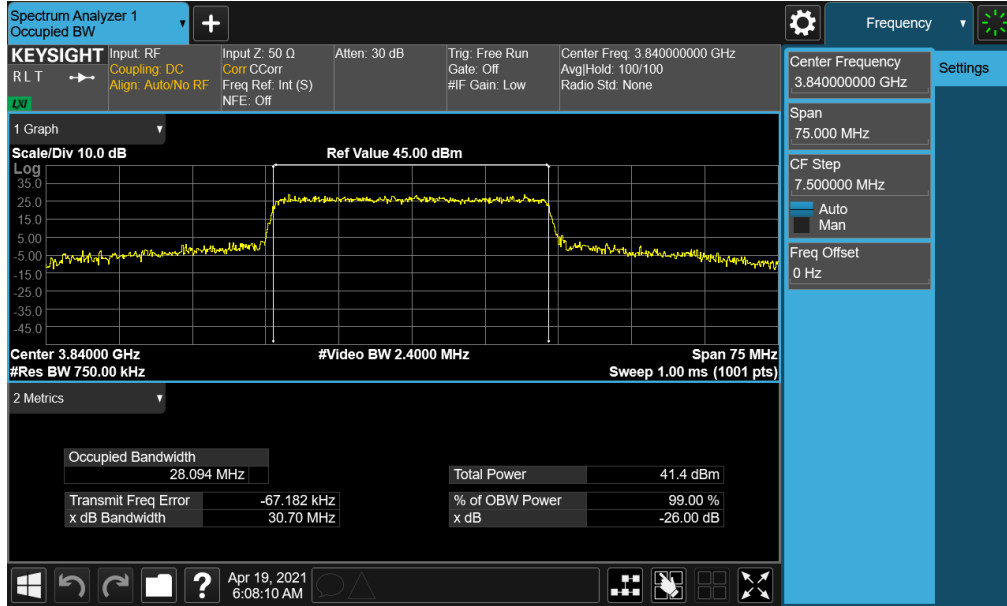 Spectrum Analyzer 1
Occupied BW
▼
+
Frequency ▼
KEYSIGHT
R L T
LXI
Input: RF
Coupling: DC
Align: Auto/No RF
Input Z: 50 Ω
Corr CCorr
Freq Ref: Int (S)
NFE: Off
Atten: 30 dB
Trig: Free Run
Gate: Off
#IF Gain: Low
Center Freq: 3.840000000 GHz
Avg|Hold: 100/100
Radio Std: None
Center Frequency
3.840000000 GHz
Settings
Span
75.000 MHz
CF Step
7.500000 MHz
Auto
Man
Freq Offset
0 Hz
1 Graph ▼
Scale/Div 10.0 dB
Ref Value 45.00 dBm
Log
35.0
25.0
15.0
5.00
-5.00
-15.0
-25.0
-35.0
-45.0
Center 3.84000 GHz
#Video BW 2.4000 MHz
Span 75 MHz
#Res BW 750.00 kHz
Sweep 1.00 ms (1001 pts)
2 Metrics ▼
Occupied Bandwidth
28.094 MHz
Total Power 41.4 dBm
Transmit Freq Error -67.182 kHz
% of OBW Power 99.00 %
x dB Bandwidth 30.70 MHz
x dB -26.00 dB
?
Apr 19, 2021
6:08:10 AM